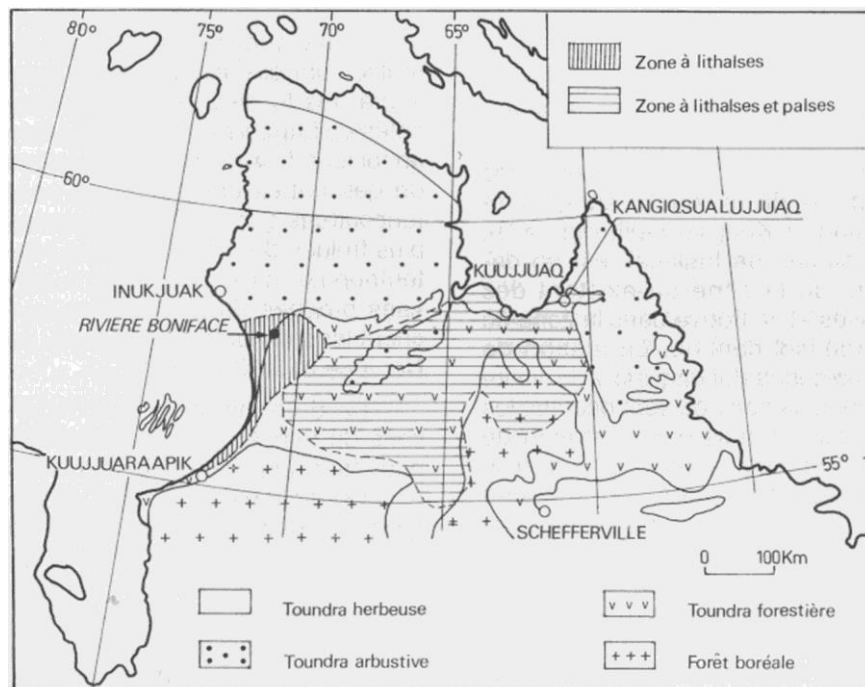 80°
75°
70°
65°
Zone à lithalses
Zone à lithalses et palses
60°
KANGIQSUALUJJUAQ
KUUJJUAQ
INUKJUAK
RIVIERE BONIFACE
KUUJJUARAAPIK
55°
SCHEFFERVILLE
0 100Km
Toundra herbeuse
Toundra forestière
Toundra arbustive
Forêt boréale